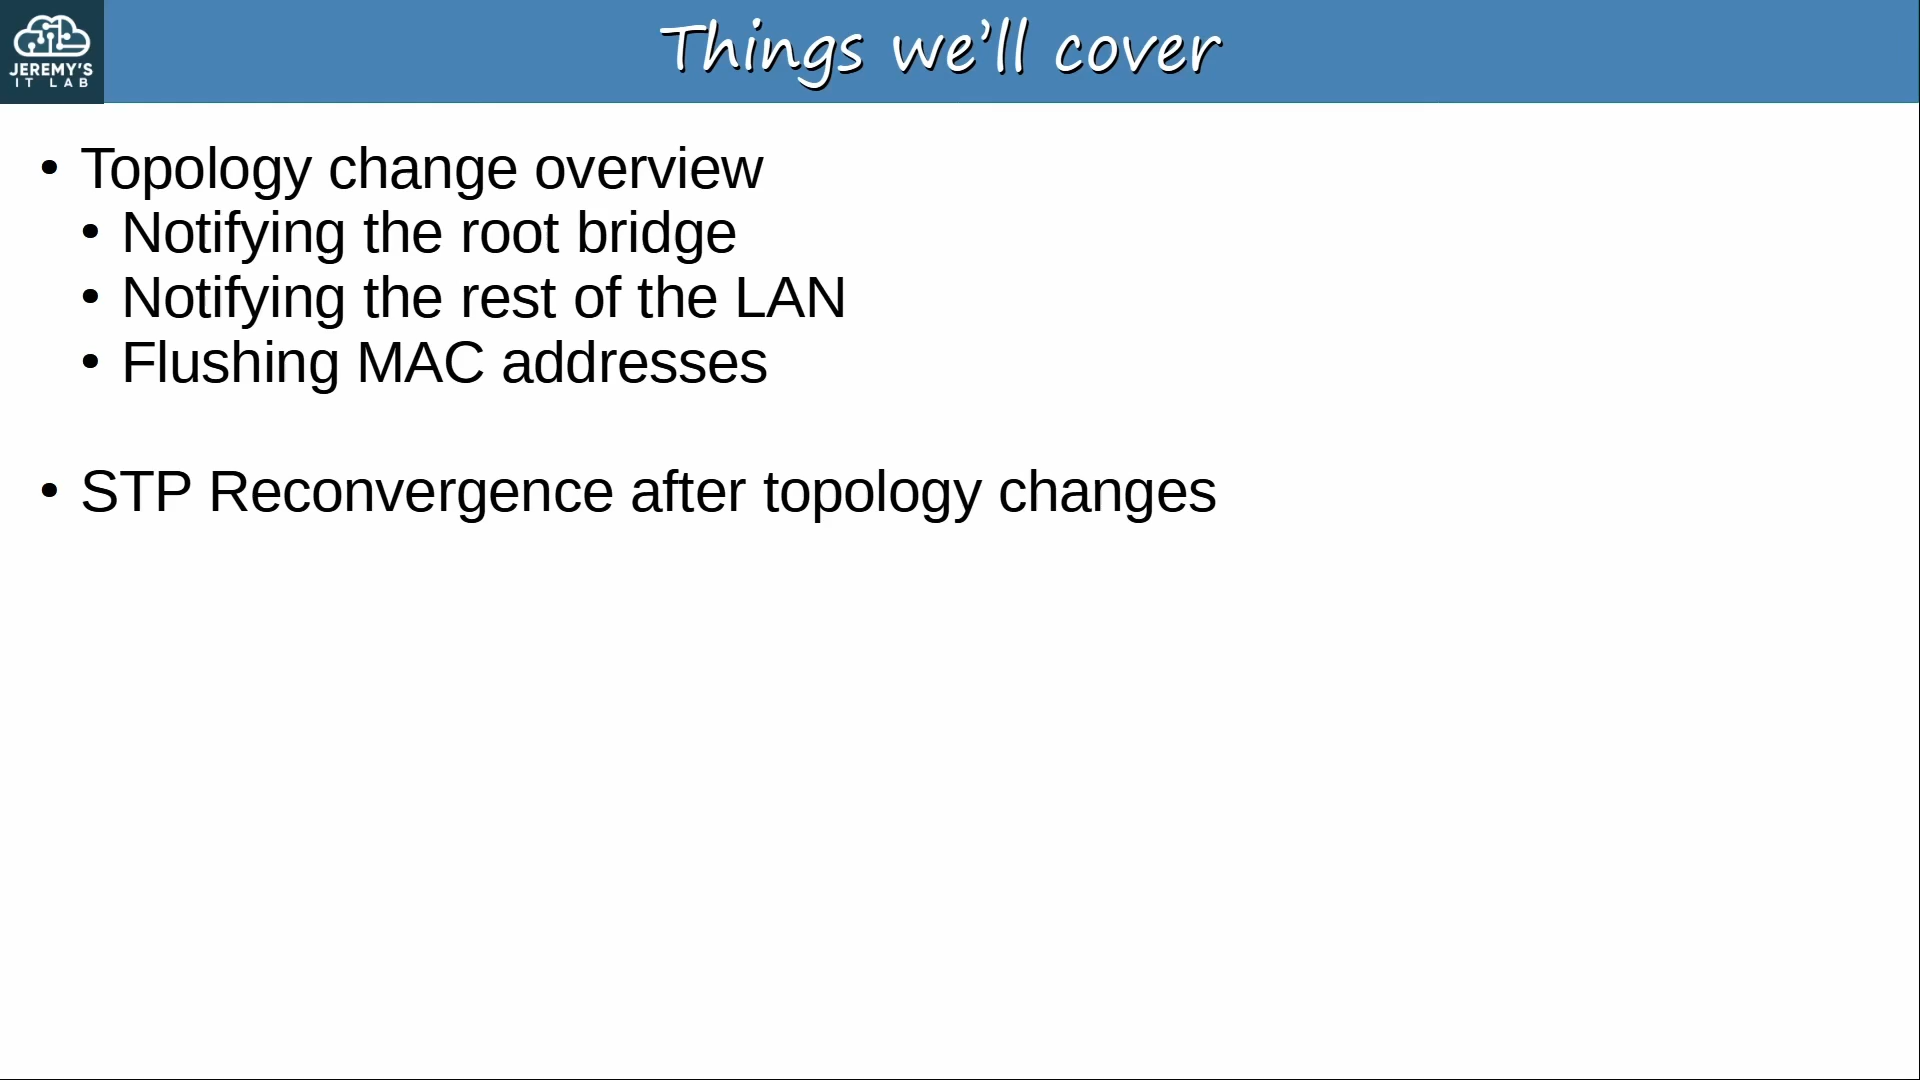 JEREMY'S
IT LAB
Things we'll cover
• Topology change overview
• Notifying the root bridge
• Notifying the rest of the LAN
• Flushing MAC addresses
• STP Reconvergence after topology changes